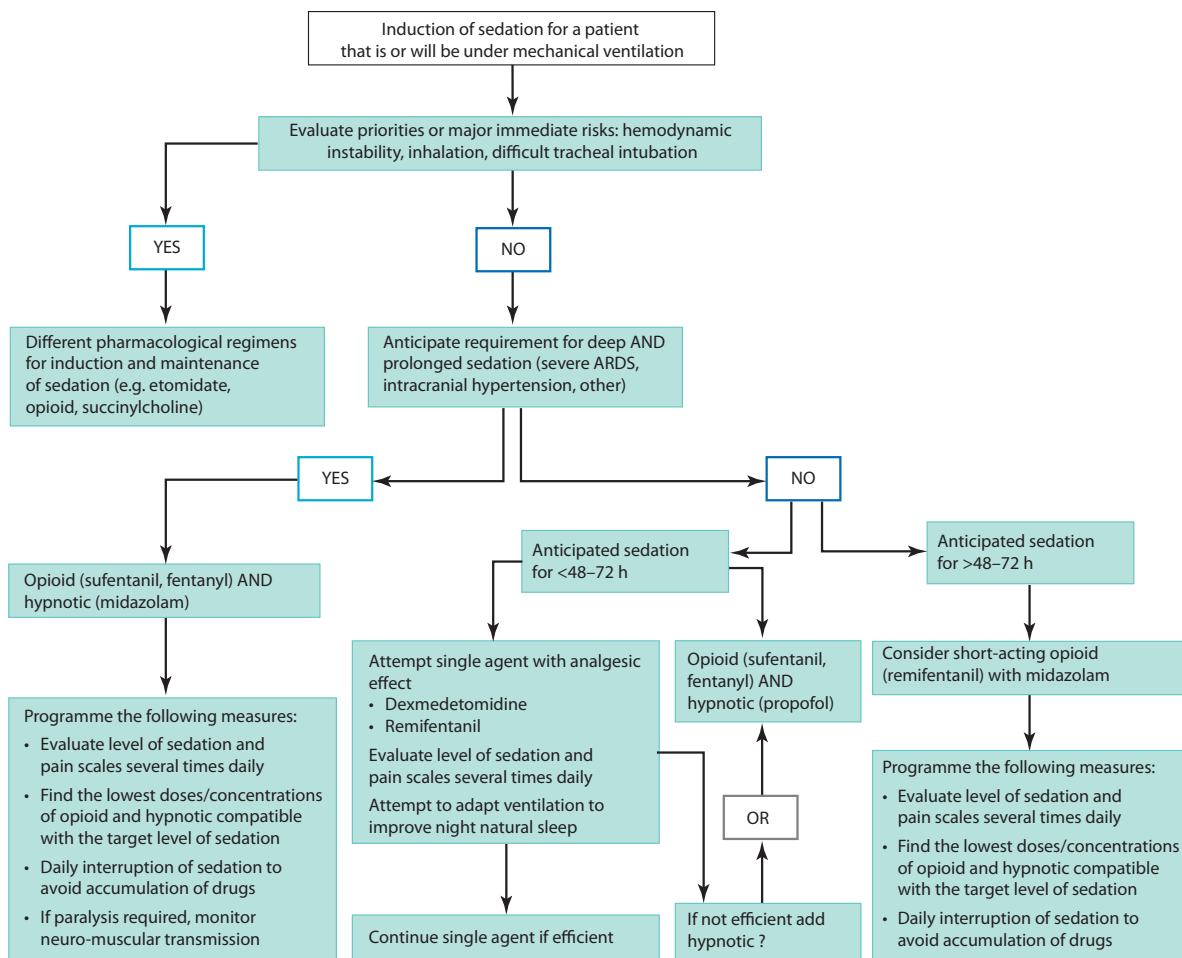 Induction of sedation for a patient
that is or will be under mechanical ventilation
Evaluate priorities or major immediate risks: hemodynamic
instability, inhalation, difficult tracheal intubation
YES
NO
Different pharmacological regimens
for induction and maintenance
of sedation (e.g. etomidate,
opioid, succinylcholine)
Anticipate requirement for deep AND
prolonged sedation (severe ARDS,
intracranial hypertension, other)
YES
NO
Opioid (sufentanil, fentanyl) AND
hypnotic (midazolam)
Anticipated sedation
for <48–72 h
Anticipated sedation
for >48–72 h
Programme the following measures:
• Evaluate level of sedation and
pain scales several times daily
• Find the lowest doses/concentrations
of opioid and hypnotic compatible
with the target level of sedation
• Daily interruption of sedation to
avoid accumulation of drugs
• If paralysis required, monitor
neuro-muscular transmission
Attempt single agent with analgesic
effect
• Dexmedetomidine
• Remifentanil
Evaluate level of sedation and
pain scales several times daily
Attempt to adapt ventilation to
improve night natural sleep
Continue single agent if efficient
Opioid (sufentanil,
fentanyl) AND
hypnotic (propofol)
OR
If not efficient add
hypnotic ?
Consider short-acting opioid
(remifentanil) with midazolam
Programme the following measures:
• Evaluate level of sedation and
pain scales several times daily
• Find the lowest doses/concentrations
of opioid and hypnotic compatible
with the target level of sedation
• Daily interruption of sedation to
avoid accumulation of drugs